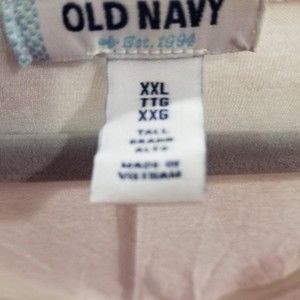 OLD NAVY
Est. 1994
XXL
TTG
XXG
TALL
GRAND
ALTO
MADE IN
VIETNAM